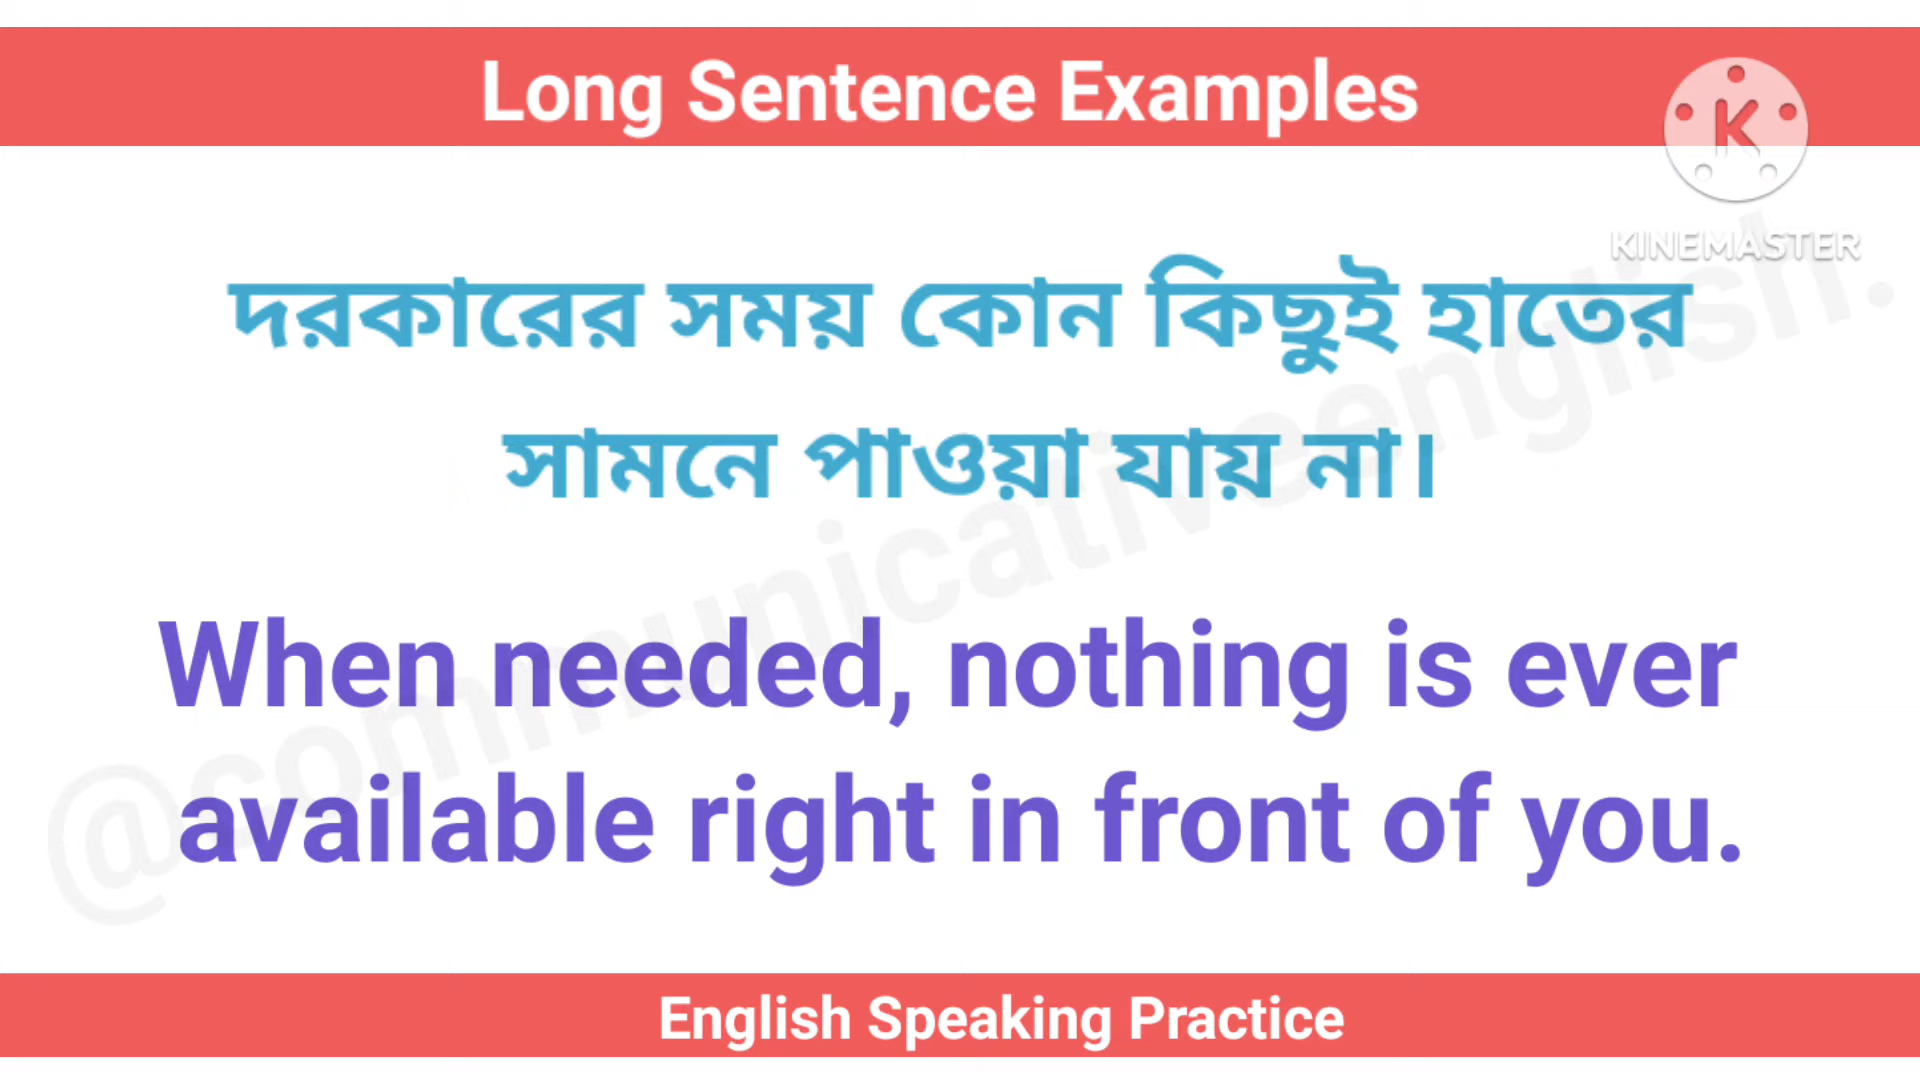 Long Sentence Examples
K
KINEMASTER
দরকারের সময় কোন কিছুই হাতের
সামনে পাওয়া যায় না।
When needed, nothing is ever
available right in front of you.
@communicativeenglish.
English Speaking Practice